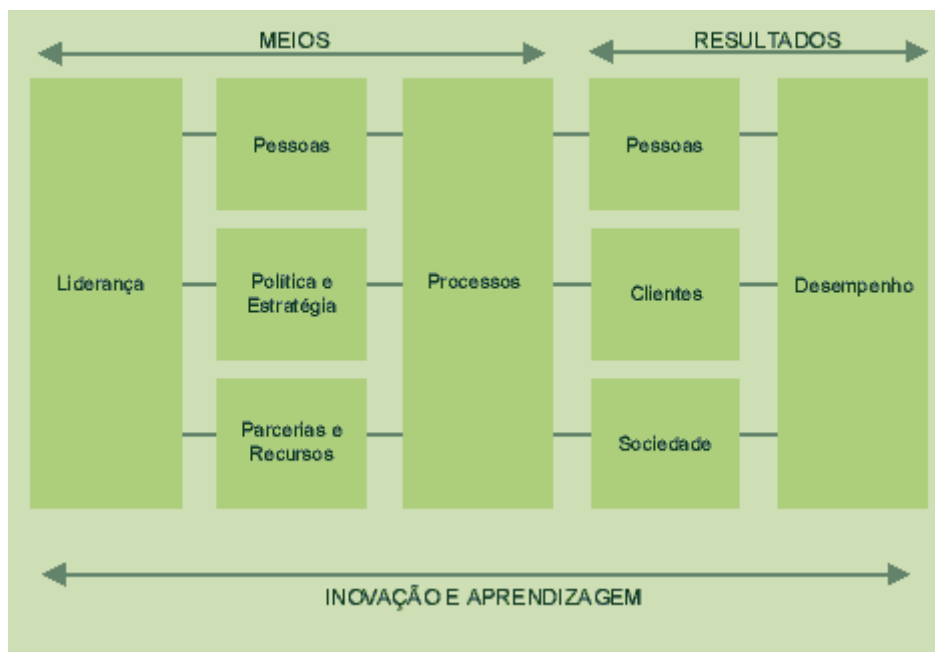 MEIOS
RESULTADOS
Pessoas
Pessoas
Liderança
Política e
Estratégia
Processos
Clientes
Desempenho
Parcerias e
Recursos
Sociedade
INOVAÇÃO E APRENDIZAGEM